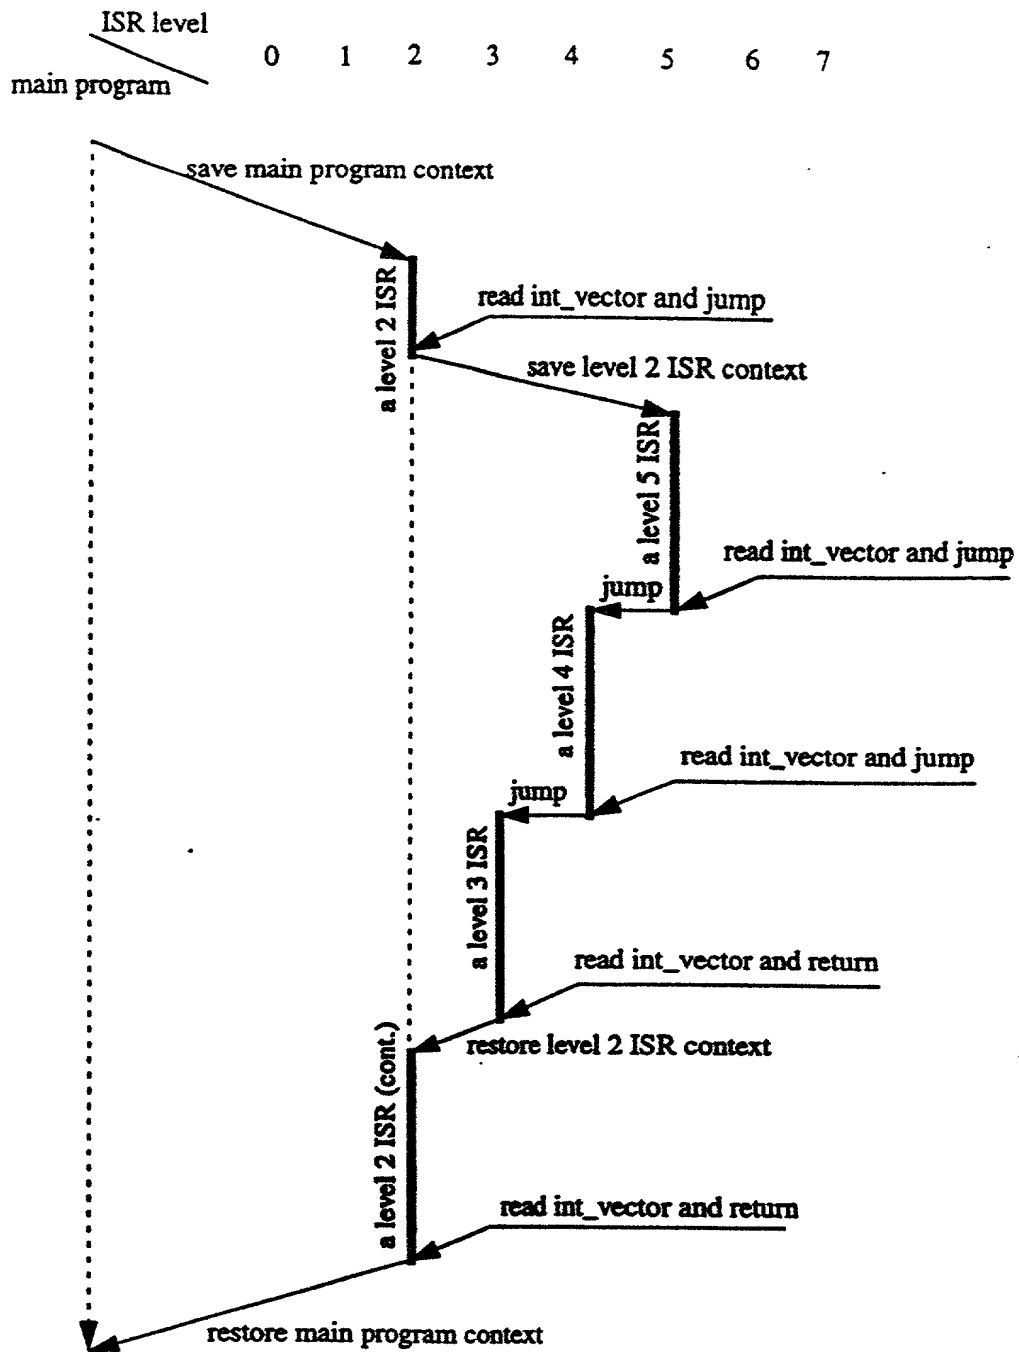 ISR level
0 1 2 3 4 5 6 7
main program
save main program context
a level 2 ISR
read int_vector and jump
save level 2 ISR context
a level 5 ISR
read int_vector and jump
jump
a level 4 ISR
read int_vector and jump
jump
a level 3 ISR
read int_vector and return
restore level 2 ISR context
a level 2 ISR (cont.)
read int_vector and return
restore main program context